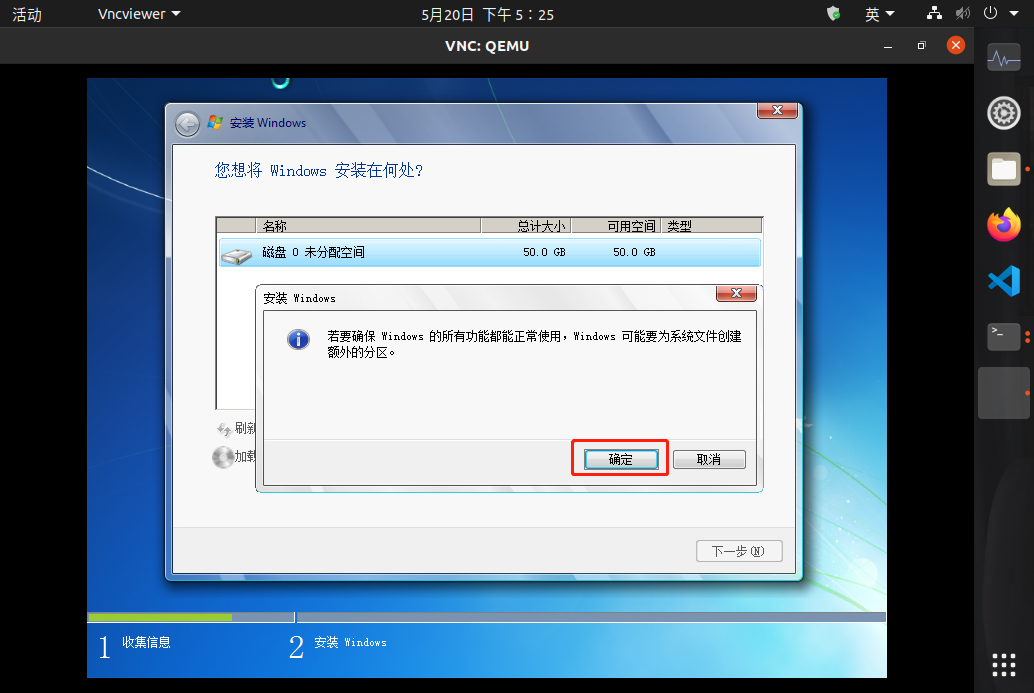 活动
Vncviewer
5月20日 下午 5：25
英
VNC: QEMU
安装 Windows
您想将 Windows 安装在何处?
名称 总计大小 可用空间 类型
磁盘 0 未分配空间 50.0 GB 50.0 GB
安装 Windows
若要确保 Windows 的所有功能都能正常使用，Windows 可能要为系统文件创建
额外的分区。
刷新
加载
确定 取消
下一步(N)
1 收集信息
2 安装 Windows